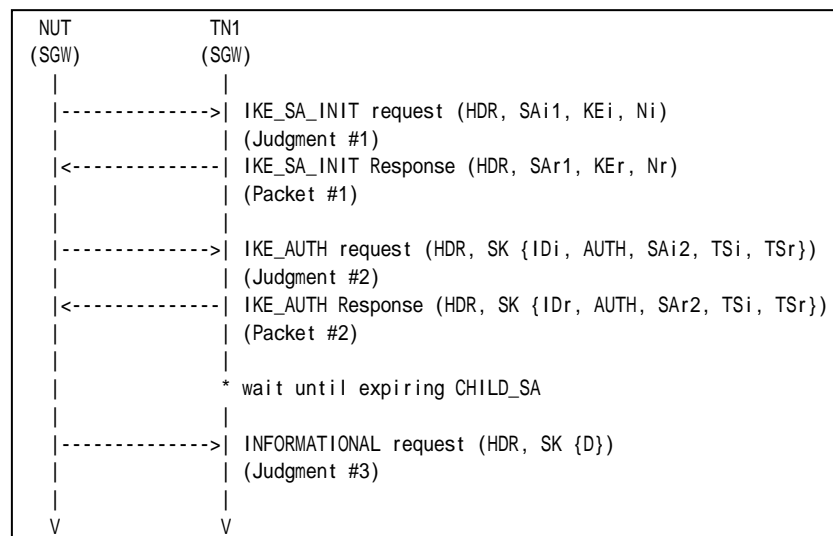 NUT                  TN1
(SGW)               (SGW)
  |                   |
  |------------------>| IKE_SA_INIT request (HDR, SAi1, KEi, Ni)
  |                   | (Judgment #1)
  |<------------------| IKE_SA_INIT Response (HDR, SAr1, KEr, Nr)
  |                   | (Packet #1)
  |                   |
  |------------------>| IKE_AUTH request (HDR, SK {IDi, AUTH, SAi2, TSi, TSr})
  |                   | (Judgment #2)
  |<------------------| IKE_AUTH Response (HDR, SK {IDr, AUTH, SAr2, TSi, TSr})
  |                   | (Packet #2)
  |                   |
  |                   * wait until expiring CHILD_SA
  |                   |
  |------------------>| INFORMATIONAL request (HDR, SK {D})
  |                   | (Judgment #3)
  |                   |
  V                   V